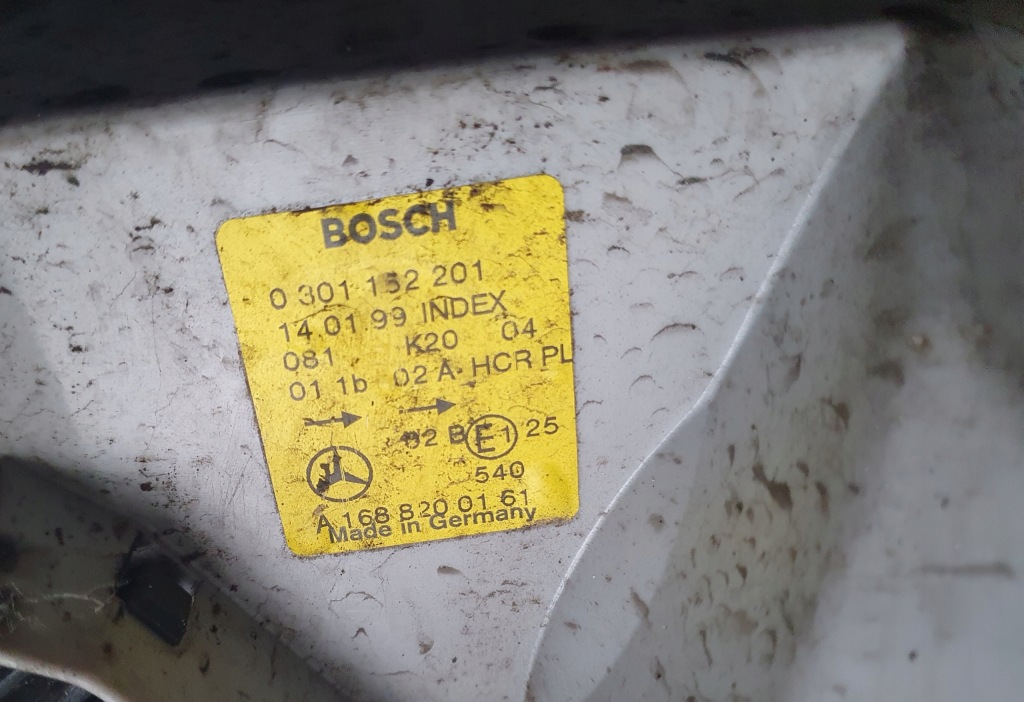 BOSCH
0 301 152 201
14 01 99 INDEX
081 K20 04
01 1b 02 A HCR PL
02 B E1 25
540
A 168 820 01 61
Made in Germany